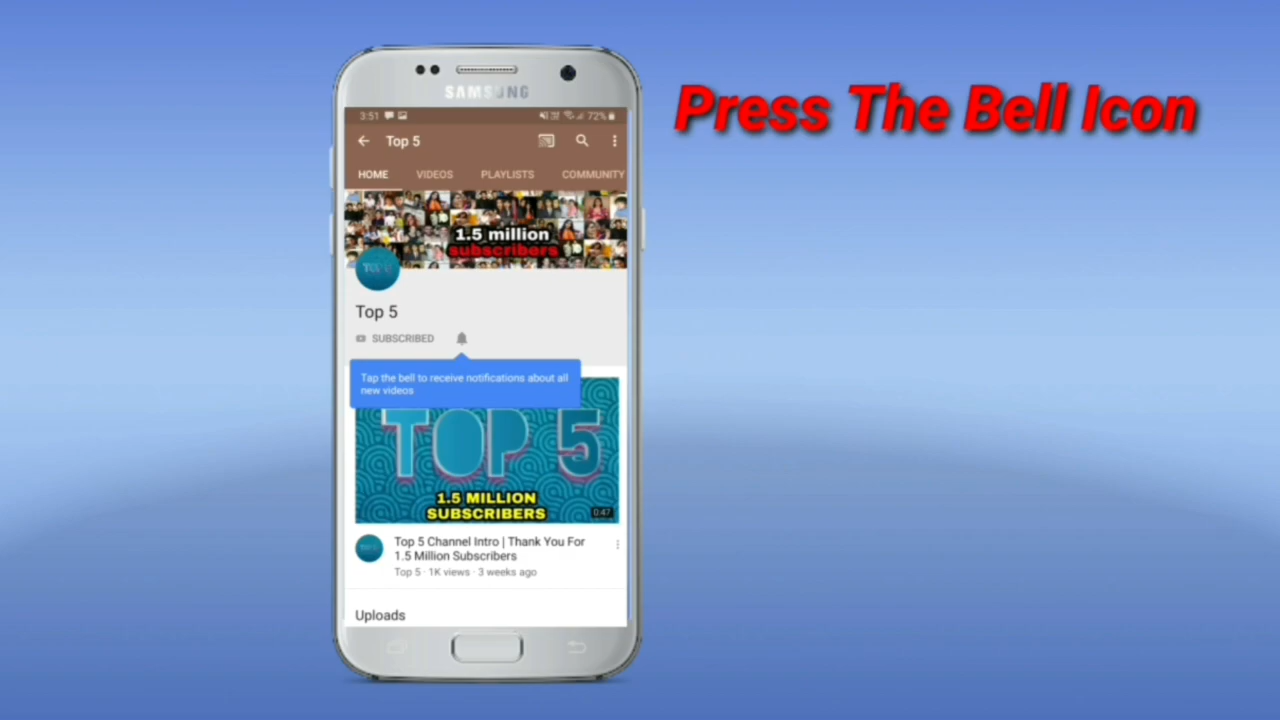 Press The Bell Icon
SAMSUNG
3:51
72%
Top 5
HOME VIDEOS PLAYLISTS COMMUNITY
1.5 million
subscribers
Top 5
SUBSCRIBED
Tap the bell to receive notifications about all
new videos
TOP 5
1.5 MILLION
SUBSCRIBERS
0:47
Top 5 Channel Intro | Thank You For
1.5 Million Subscribers
Top 5 · 1K views · 3 weeks ago
Uploads